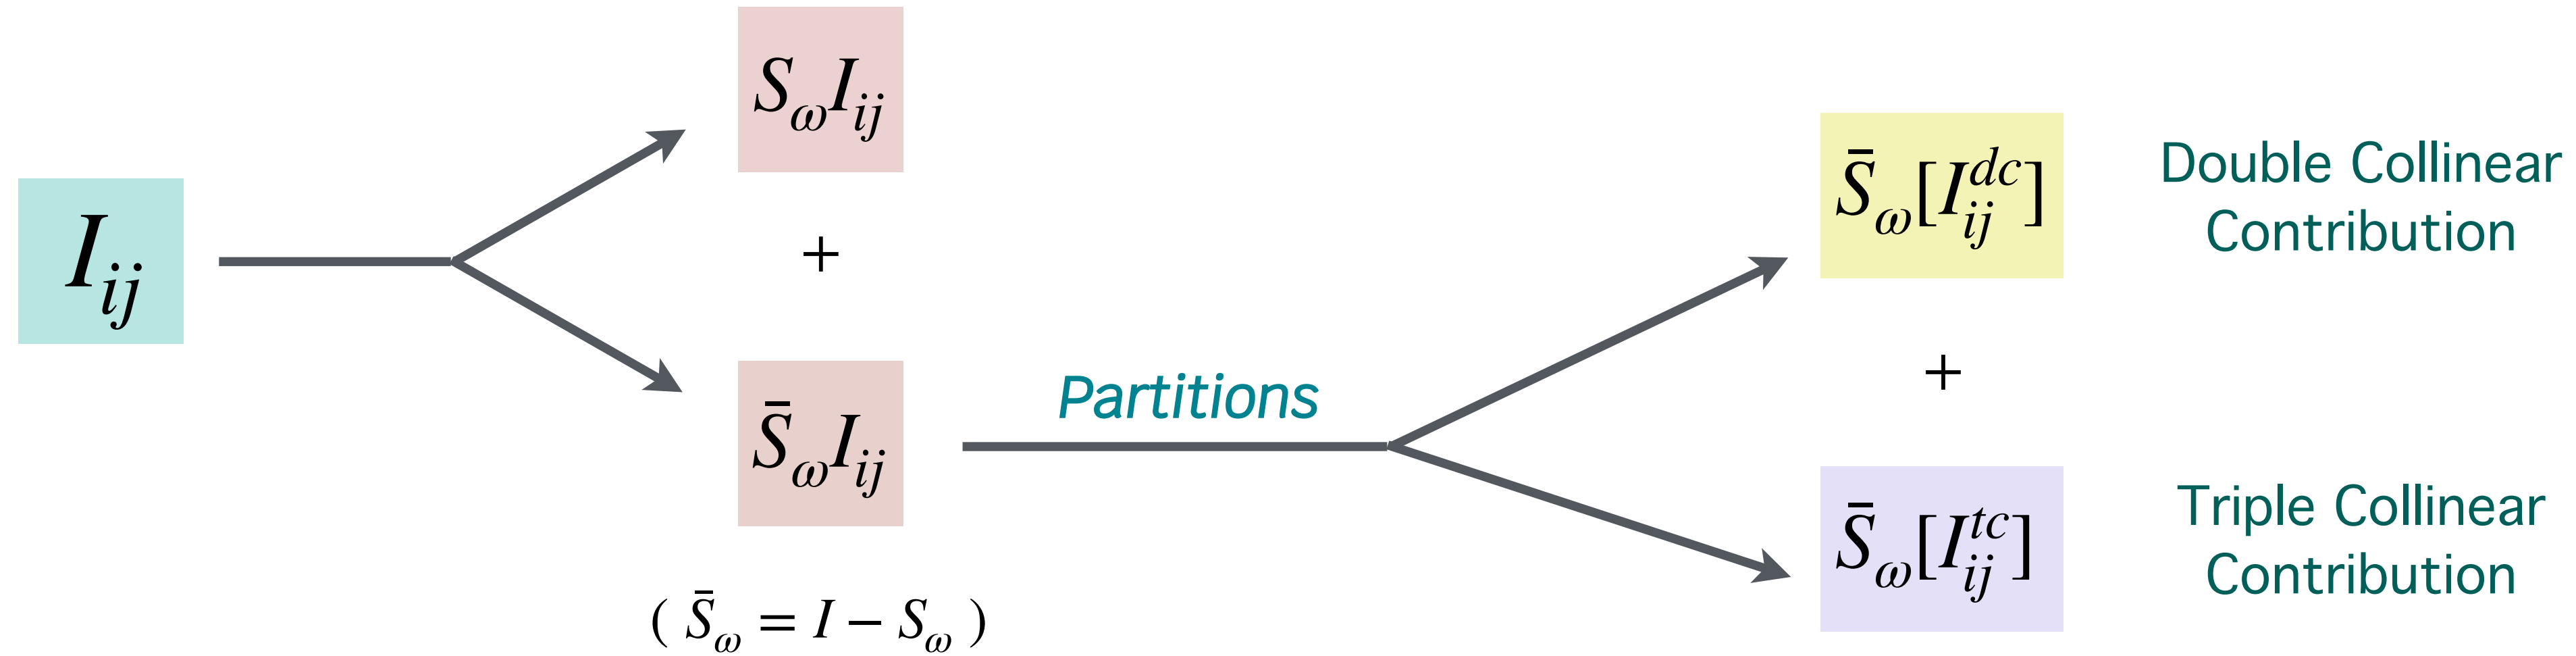 I_{ij}
S_ω I_{ij}
+
S̄_ω I_{ij}
( S̄_ω = I − S_ω )
Partitions
S̄_ω[I_{ij}^{dc}]
Double Collinear
Contribution
+
S̄_ω[I_{ij}^{tc}]
Triple Collinear
Contribution